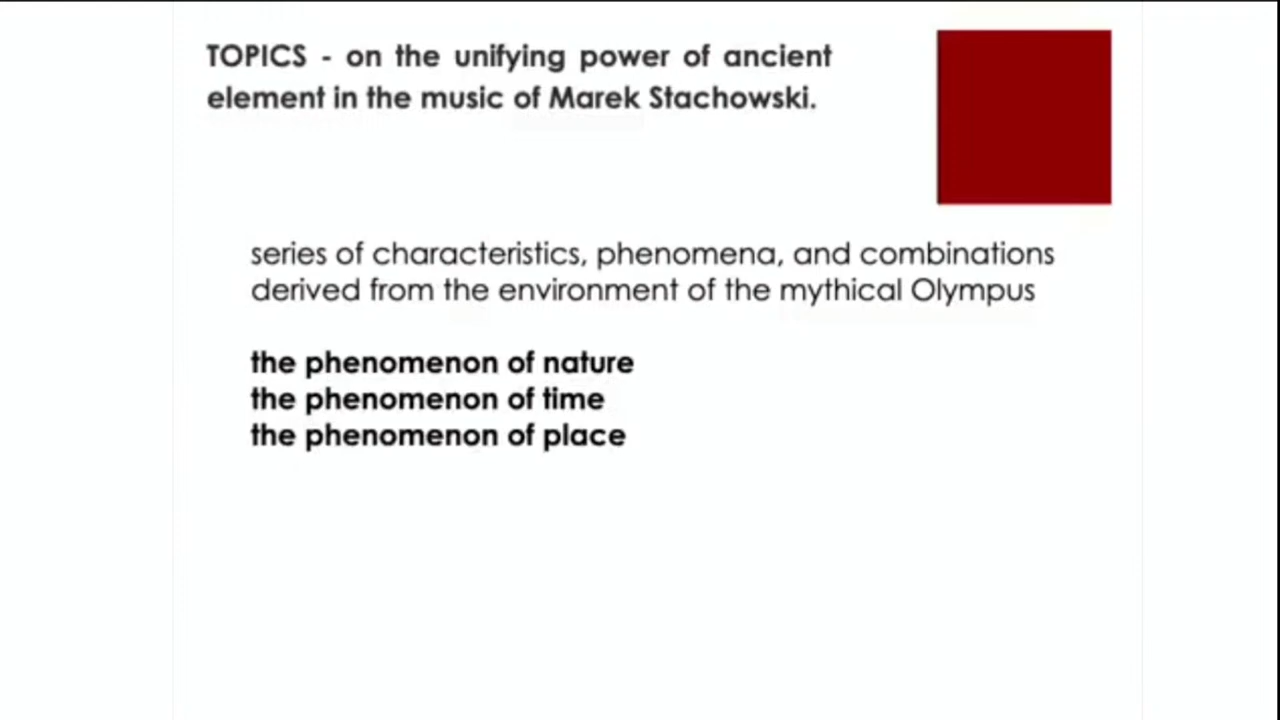 TOPICS - on the unifying power of ancient
element in the music of Marek Stachowski.
series of characteristics, phenomena, and combinations
derived from the environment of the mythical Olympus
the phenomenon of nature
the phenomenon of time
the phenomenon of place